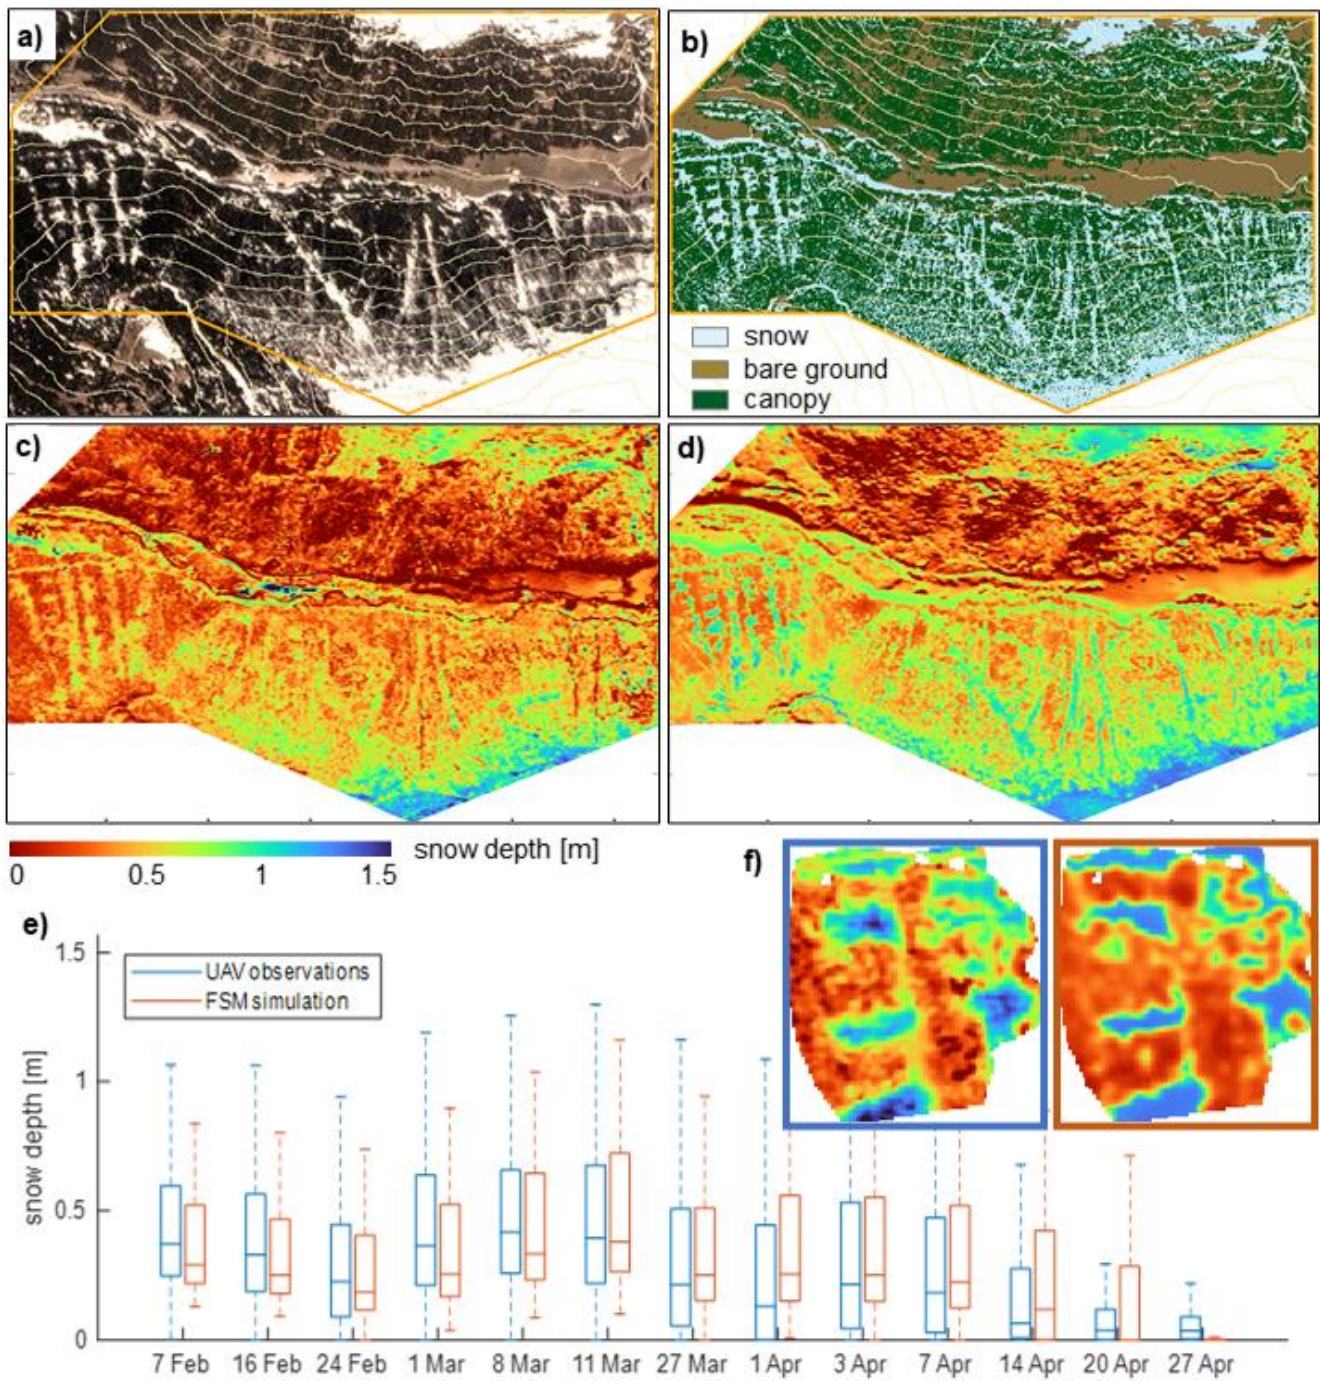 a)
b)
snow
bare ground
canopy
c)
d)
snow depth [m]
0 0.5 1 1.5
f)
e)
1.5
UAV observations
FSM simulation
1
snow depth [m]
0.5
0
7 Feb 16 Feb 24 Feb 1 Mar 8 Mar 11 Mar 27 Mar 1 Apr 3 Apr 7 Apr 14 Apr 20 Apr 27 Apr